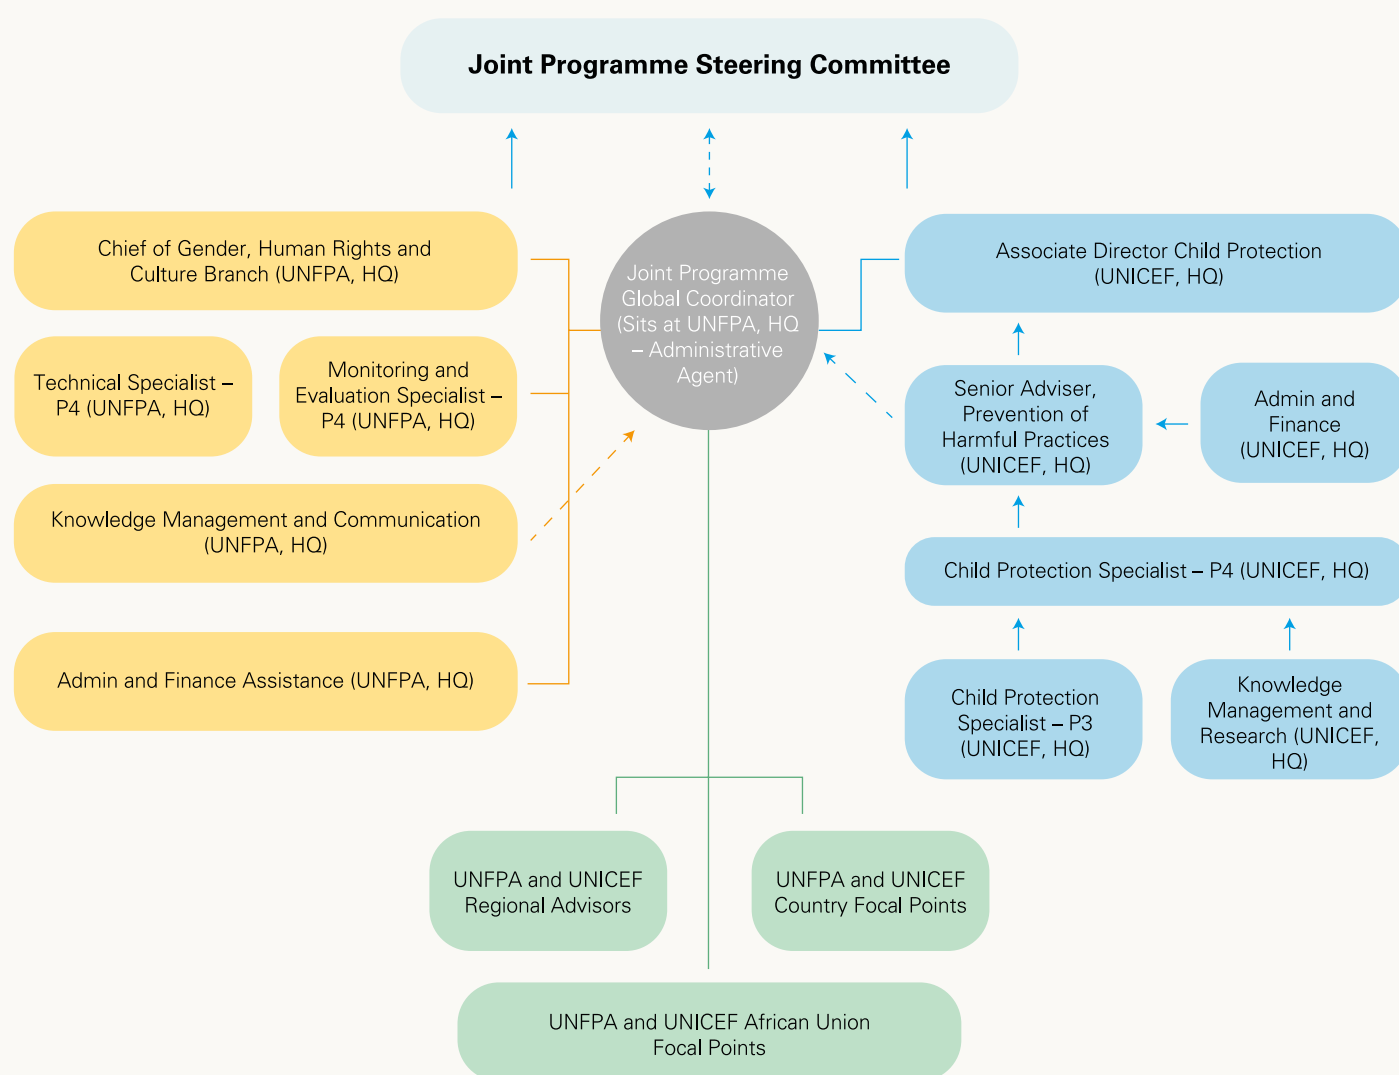 Joint Programme Steering Committee
Chief of Gender, Human Rights and
Culture Branch (UNFPA, HQ)
Joint Programme
Global Coordinator
(Sits at UNFPA, HQ
– Administrative
Agent)
Associate Director Child Protection
(UNICEF, HQ)
Technical Specialist –
P4 (UNFPA, HQ)
Monitoring and
Evaluation Specialist –
P4 (UNFPA, HQ)
Senior Adviser,
Prevention of
Harmful Practices
(UNICEF, HQ)
Admin and
Finance
(UNICEF, HQ)
Knowledge Management and Communication
(UNFPA, HQ)
Child Protection Specialist – P4 (UNICEF, HQ)
Admin and Finance Assistance (UNFPA, HQ)
Child Protection
Specialist – P3
(UNICEF, HQ)
Knowledge
Management and
Research (UNICEF,
HQ)
UNFPA and UNICEF
Regional Advisors
UNFPA and UNICEF
Country Focal Points
UNFPA and UNICEF African Union
Focal Points